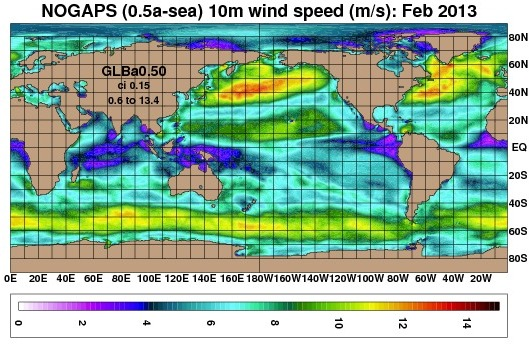 NOGAPS (0.5a-sea) 10m wind speed (m/s): Feb 2013
GLBa0.50
ci 0.15
0.6 to 13.4
80N
60N
40N
20N
EQ
20S
40S
60S
80S
0E 20E 40E 60E 80E 100E 120E 140E 160E 180W 160W 140W 120W 100W 80W 60W 40W 20W
0 2 4 6 8 10 12 14